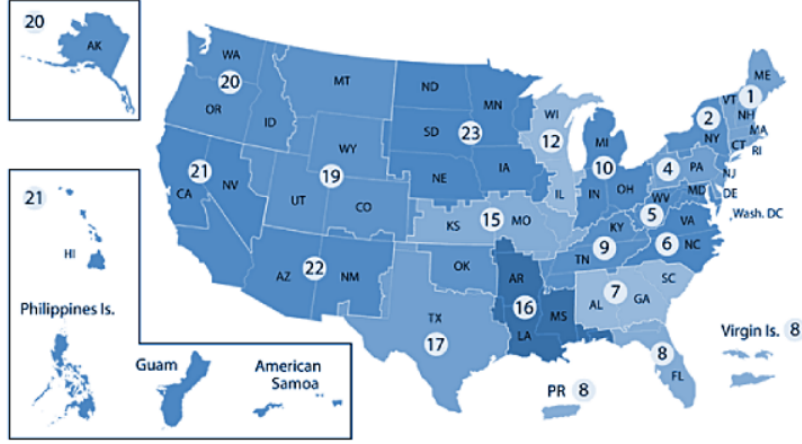 20
AK
WA
20
OR
ID
MT
ND
MN
SD
23
WI
12
MI
10
ME
VT
1
NH
2
NY
MA
CT
RI
WY
21
CA
NV
19
UT
CO
NE
IA
IL
IN
OH
4
PA
NJ
DE
MD
WV
Wash. DC
5
VA
15
KS
MO
KY
9
TN
6
NC
21
HI
22
AZ
NM
OK
AR
16
LA
MS
7
AL
GA
SC
TX
17
8
FL
Philippines Is.
Guam
American
Samoa
PR 8
Virgin Is. 8